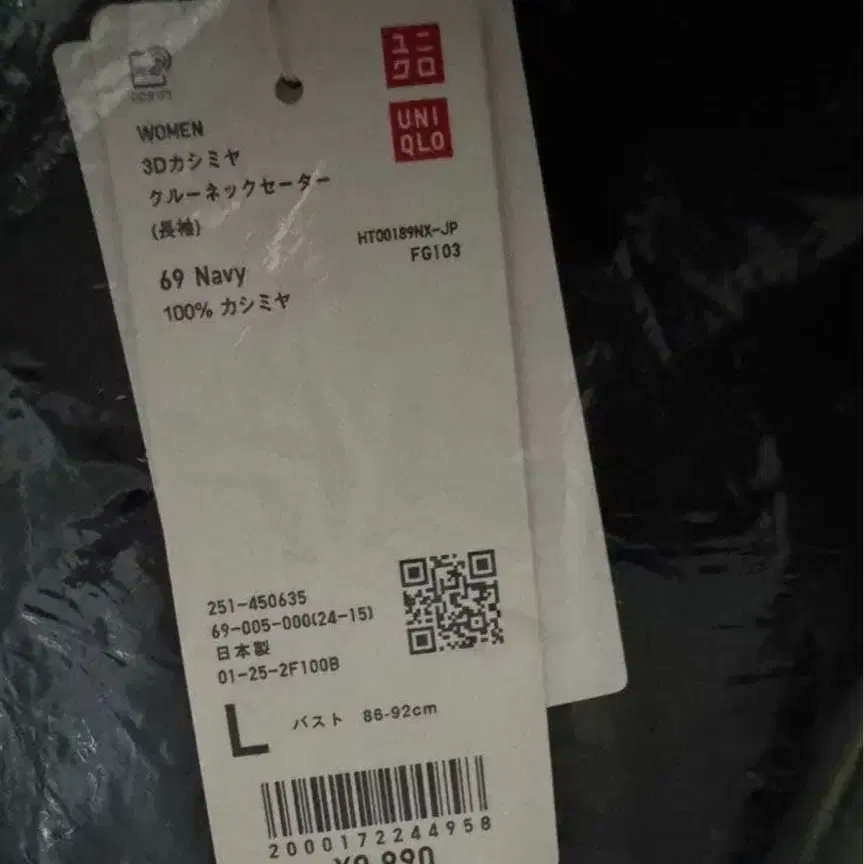 ユニ
クロ
UNI
QLO
WOMEN
3Dカシミヤ
クルーネックセーター
(長袖)
HT00189NX-JP
FG103
69 Navy
100% カシミヤ
251-450635
69-005-000(24-15)
日本製
01-25-2F100B
L バスト 86-92cm
2000172244958